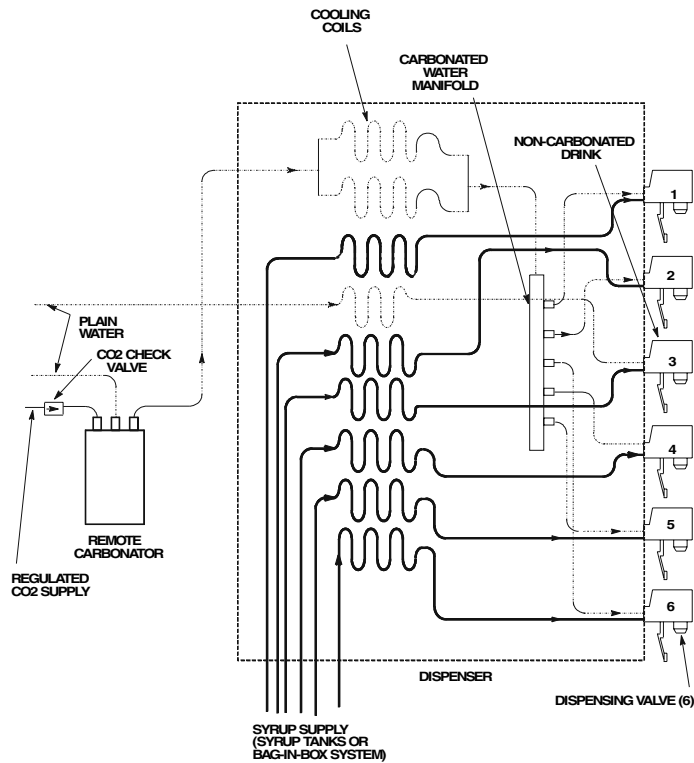 COOLING
COILS
CARBONATED
WATER
MANIFOLD
NON-CARBONATED
DRINK
1
2
PLAIN
WATER
CO2 CHECK
VALVE
3
4
REMOTE
CARBONATOR
5
REGULATED
CO2 SUPPLY
6
DISPENSER
DISPENSING VALVE (6)
SYRUP SUPPLY
(SYRUP TANKS OR
BAG-IN-BOX SYSTEM)